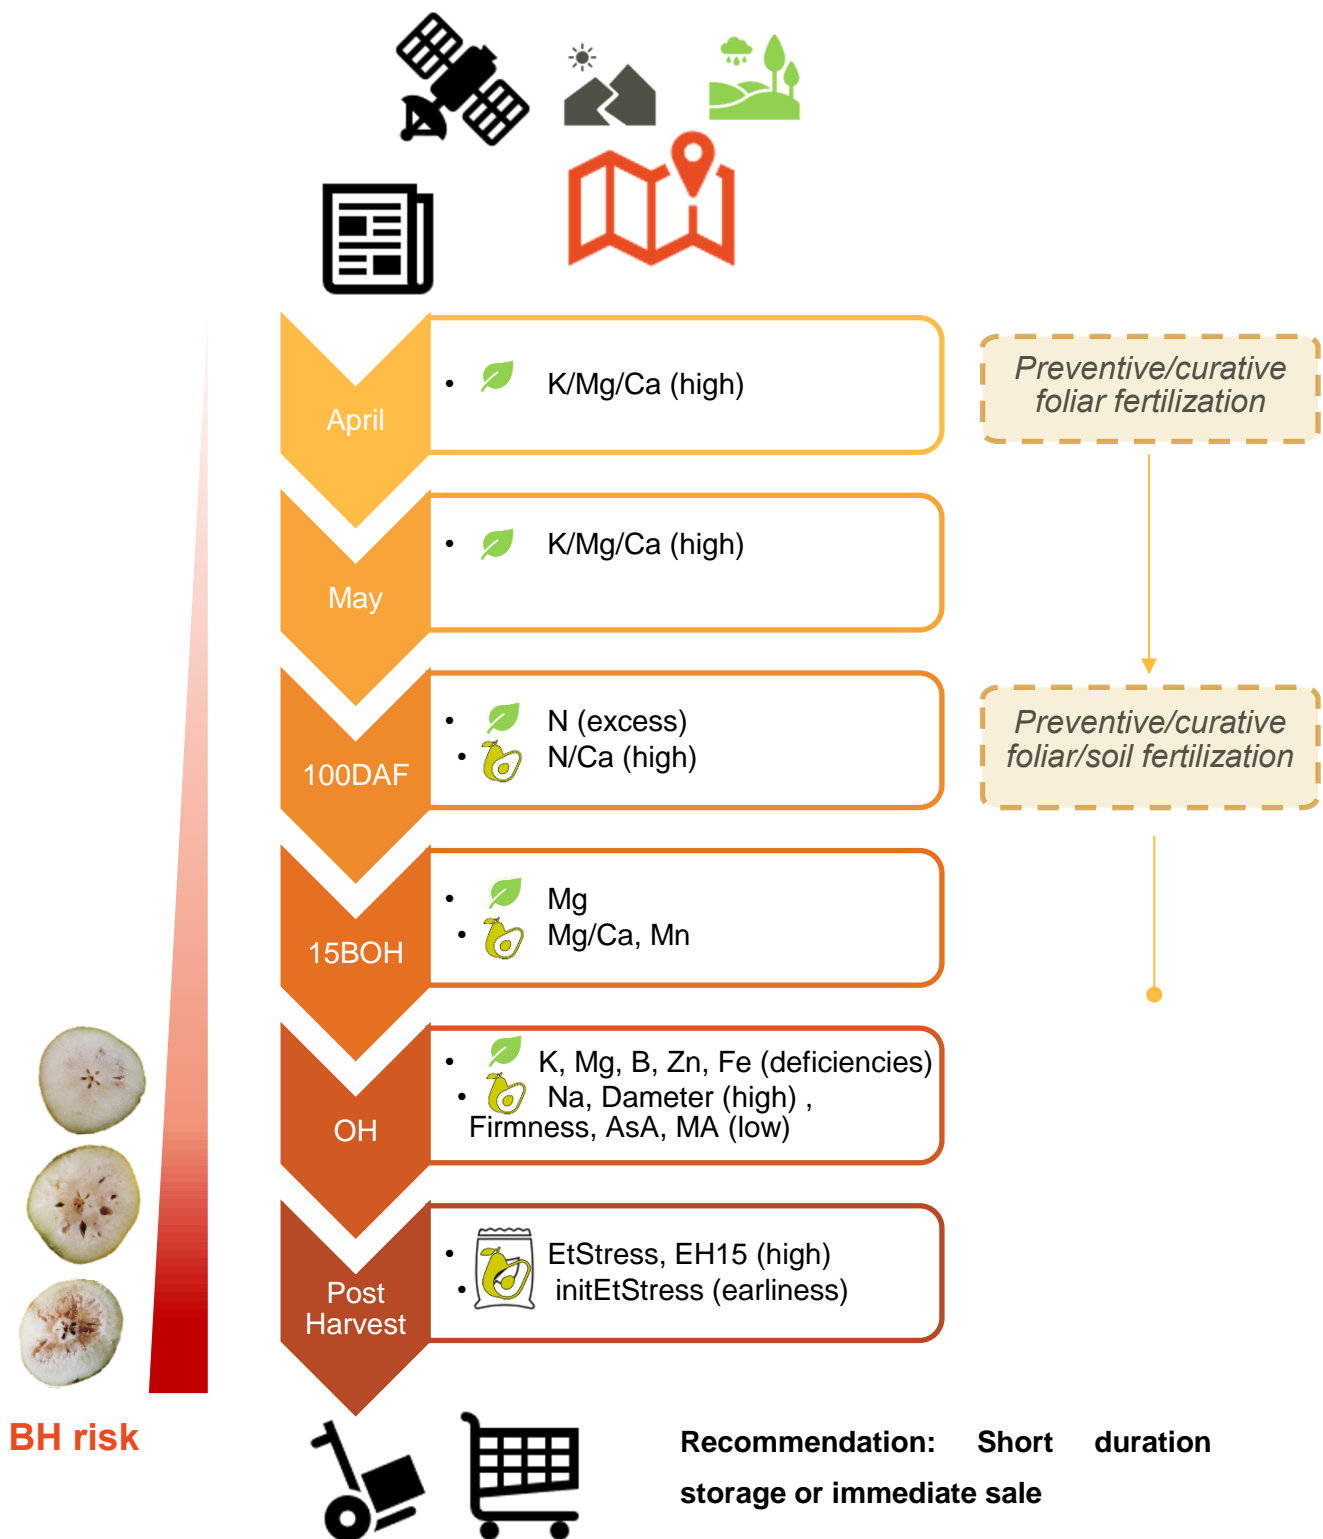 April
• K/Mg/Ca (high)
Preventive/curative
foliar fertilization
May
• K/Mg/Ca (high)
100DAF
• N (excess)
• N/Ca (high)
Preventive/curative
foliar/soil fertilization
15BOH
• Mg
• Mg/Ca, Mn
OH
• K, Mg, B, Zn, Fe (deficiencies)
• Na, Dameter (high) ,
Firmness, AsA, MA (low)
Post
Harvest
• EtStress, EH15 (high)
• initEtStress (earliness)
BH risk
Recommendation: Short duration
storage or immediate sale